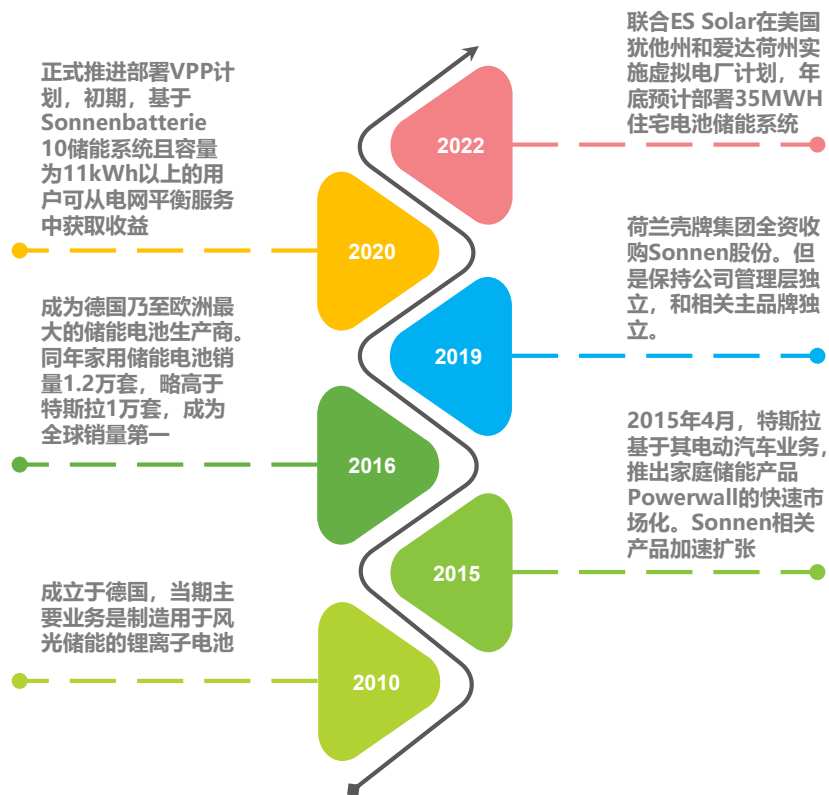 联合ES Solar在美国
犹他州和爱达荷州实
施虚拟电厂计划，年
底预计部署35MWH
住宅电池储能系统
2022
正式推进部署VPP计
划，初期，基于
Sonnenbatterie
10储能系统且容量
为11kWh以上的用
户可从电网平衡服务
中获取收益
2020
荷兰壳牌集团全资收
购Sonnen股份。但
是保持公司管理层独
立，和相关主品牌独
立。
2019
成为德国乃至欧洲最
大的储能电池生产商。
同年家用储能电池销
量1.2万套，略高于
特斯拉1万套，成为
全球销量第一
2016
2015年4月，特斯拉
基于其电动汽车业务，
推出家庭储能产品
Powerwall的快速市
场化。Sonnen相关
产品加速扩张
2015
成立于德国，当期主
要业务是制造用于风
光储能的锂离子电池
2010